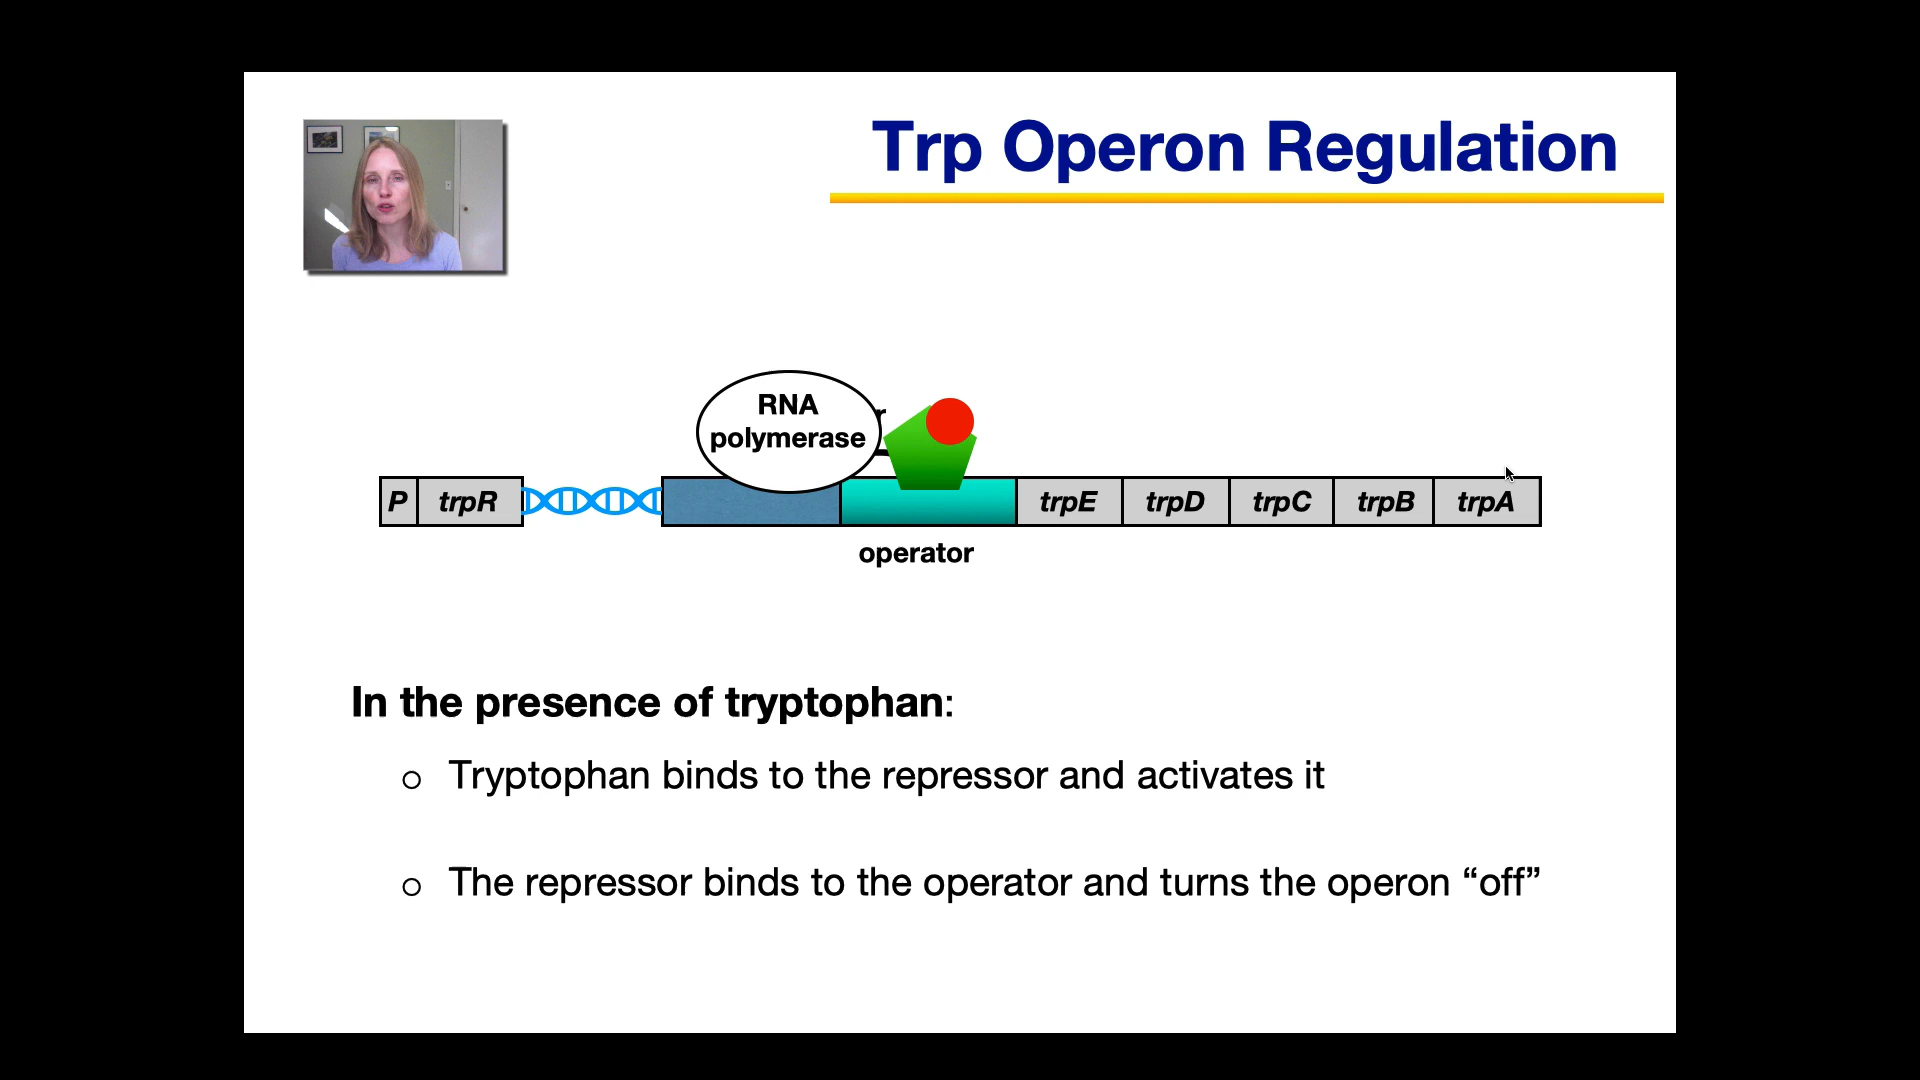 Trp Operon Regulation
RNA
polymerase
P trpR trpE trpD trpC trpB trpA
operator
In the presence of tryptophan:
○ Tryptophan binds to the repressor and activates it
○ The repressor binds to the operator and turns the operon “off”